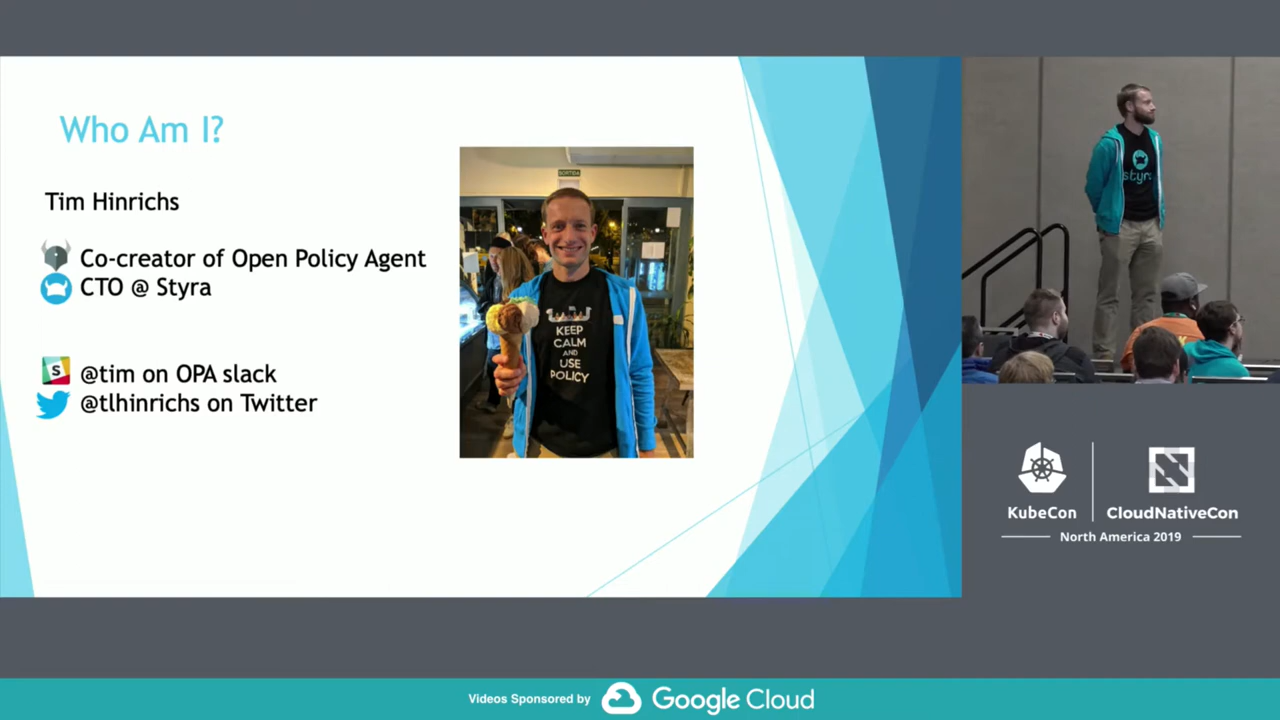 Who Am I?
Tim Hinrichs
Co-creator of Open Policy Agent
CTO @ Styra
S
@tim on OPA slack
@tlhinrichs on Twitter
SORTIDA
KEEP
CALM
AND
USE
POLICY
styra
KubeCon
CloudNativeCon
North America 2019
Videos Sponsored by
Google Cloud